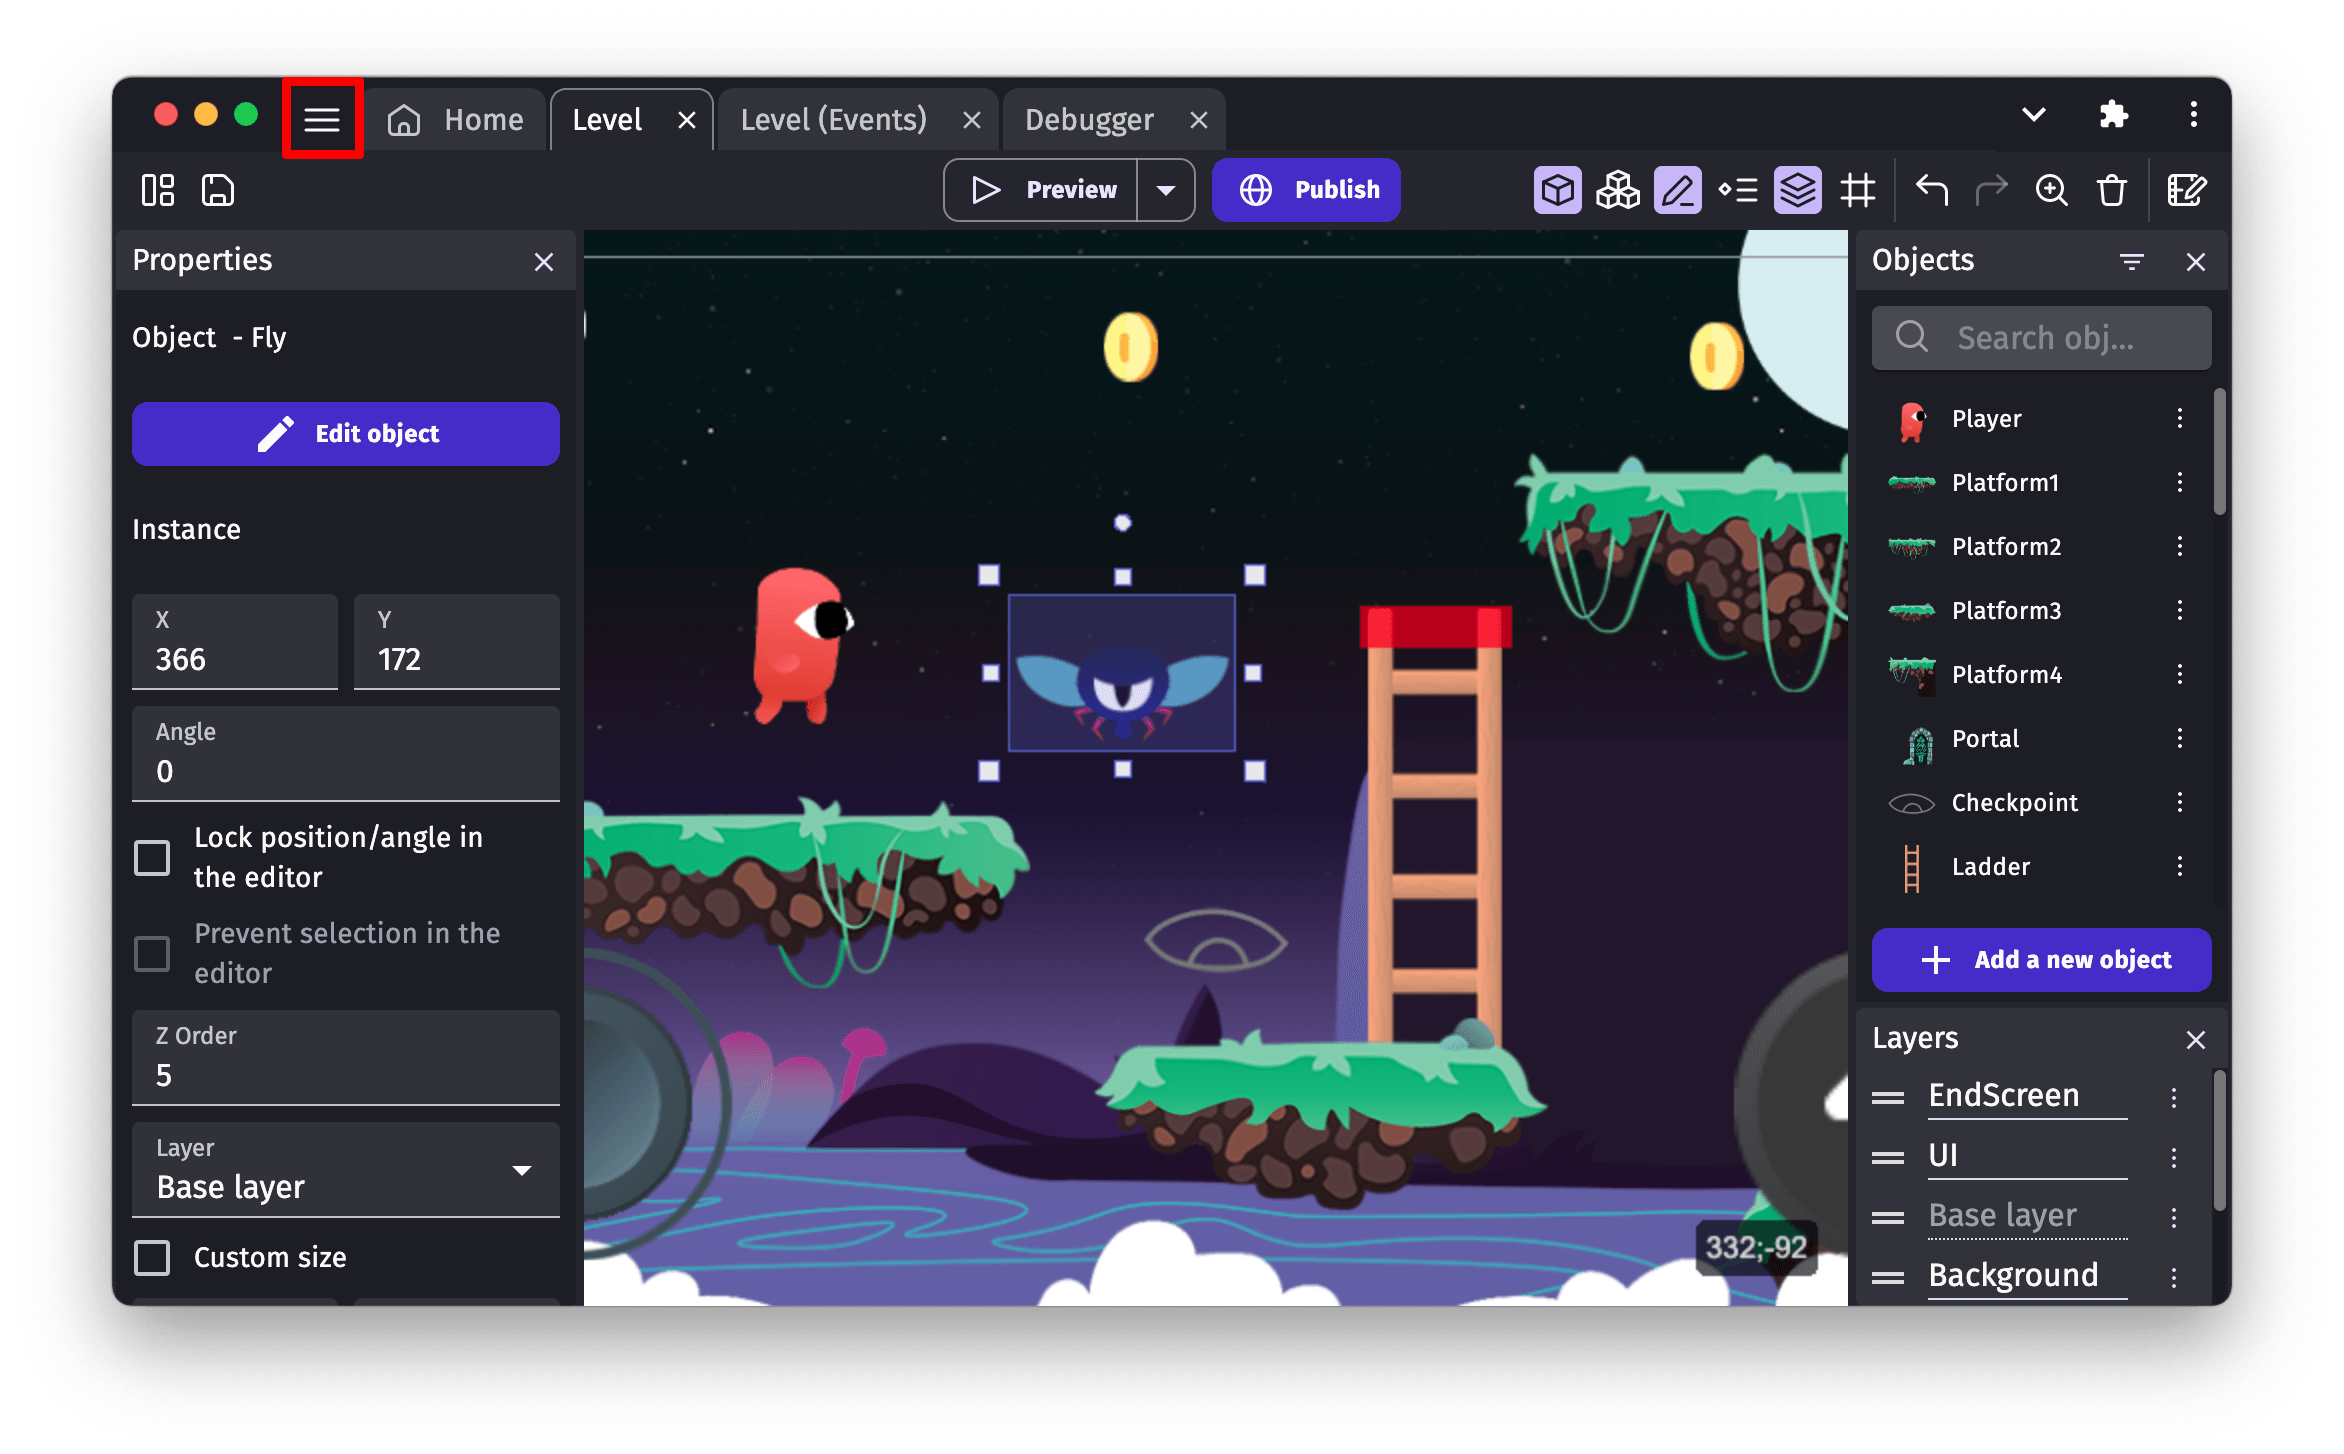 Home
Level
Level (Events)
Debugger
Preview
Publish
Properties
Object - Fly
Edit object
Instance
X
366
Y
172
Angle
0
Lock position/angle in
the editor
Prevent selection in the
editor
Z Order
5
Layer
Base layer
Custom size
332;-92
Objects
Search obj...
Player
Platform1
Platform2
Platform3
Platform4
Portal
Checkpoint
Ladder
Add a new object
Layers
EndScreen
UI
Base layer
Background